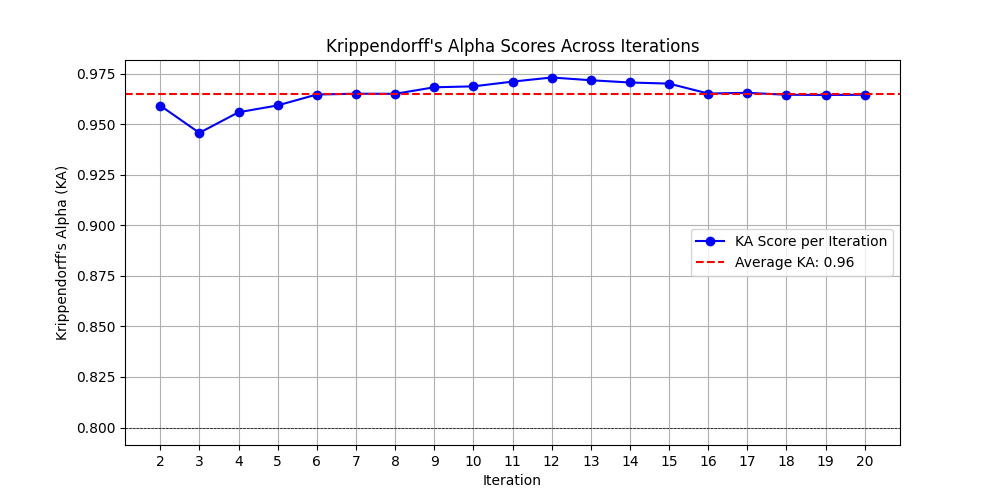 Krippendorff's Alpha Scores Across Iterations
Krippendorff's Alpha (KA)
0.975
0.950
0.925
0.900
0.875
0.850
0.825
0.800
KA Score per Iteration
Average KA: 0.96
2 3 4 5 6 7 8 9 10 11 12 13 14 15 16 17 18 19 20
Iteration